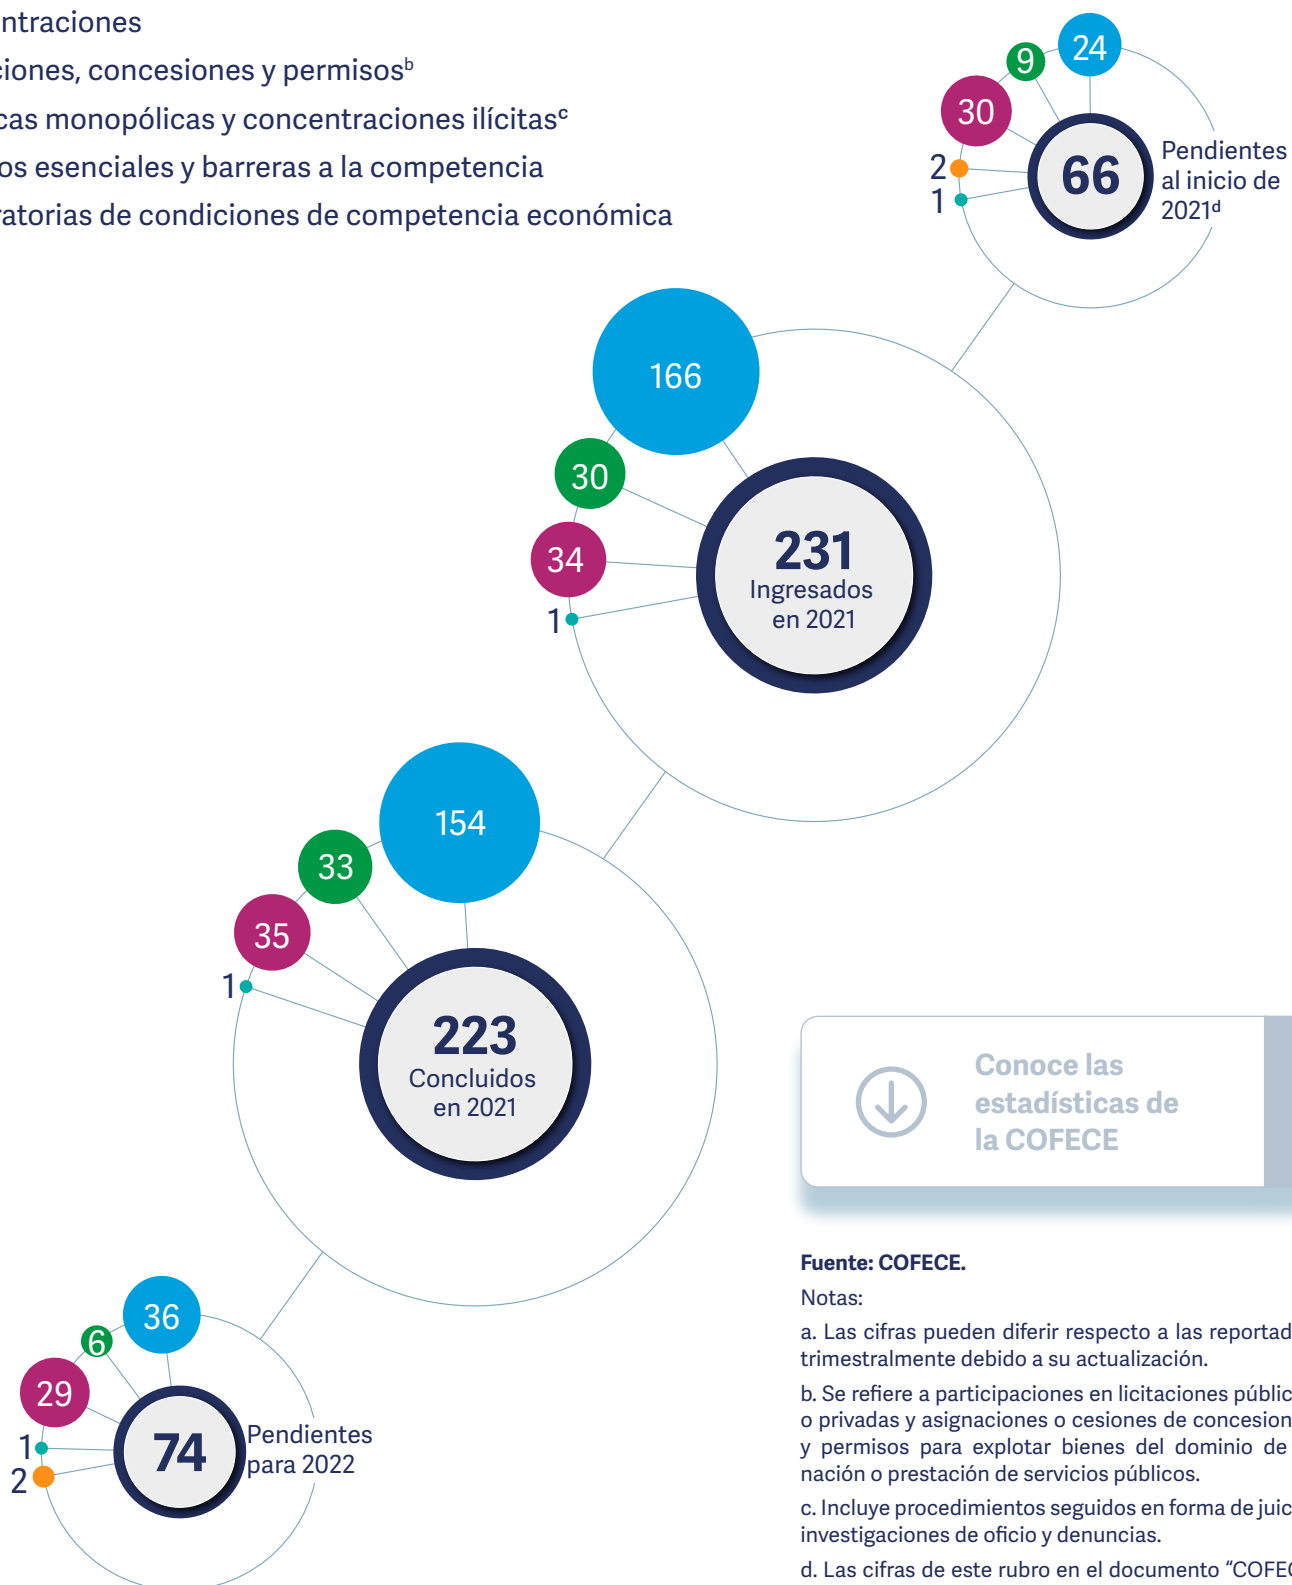 ntraciones
ciones, concesiones y permisosᵇ
cas monopólicas y concentraciones ilícitasᶜ
os esenciales y barreras a la competencia
ratorias de condiciones de competencia económica
24
9
30
2
1
66
Pendientes
al inicio de
2021ᵈ
166
30
34
1
231
Ingresados
en 2021
154
33
35
1
223
Concluidos
en 2021
36
6
29
1
2
74
Pendientes
para 2022
Conoce las
estadísticas de
la COFECE
Fuente: COFECE.
Notas:
a. Las cifras pueden diferir respecto a las reportad
trimestralmente debido a su actualización.
b. Se refiere a participaciones en licitaciones públic
o privadas y asignaciones o cesiones de concesion
y permisos para explotar bienes del dominio de
nación o prestación de servicios públicos.
c. Incluye procedimientos seguidos en forma de juic
investigaciones de oficio y denuncias.
d. Las cifras de este rubro en el documento “COFEC